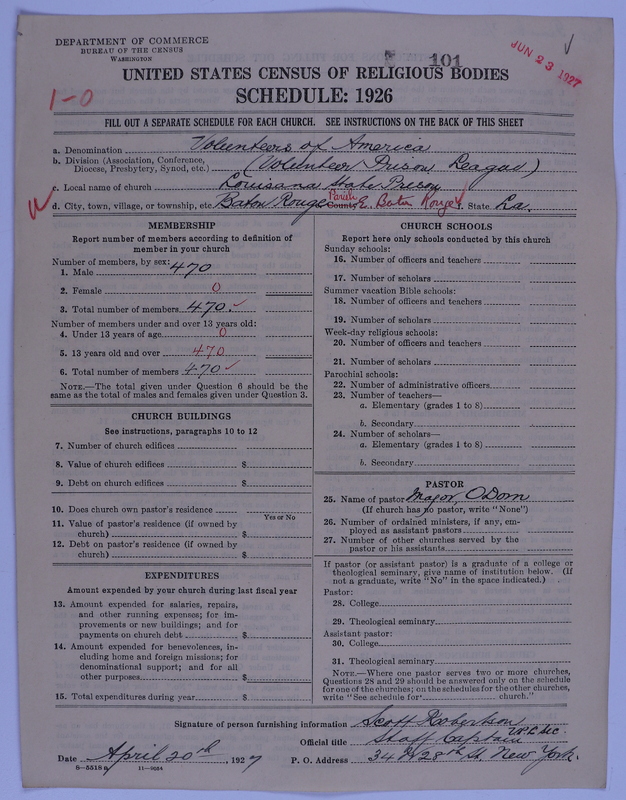 DEPARTMENT OF COMMERCE
BUREAU OF THE CENSUS
WASHINGTON
101
JUN 23 1927
UNITED STATES CENSUS OF RELIGIOUS BODIES
1-0
SCHEDULE: 1926
FILL OUT A SEPARATE SCHEDULE FOR EACH CHURCH. SEE INSTRUCTIONS ON THE BACK OF THIS SHEET
a. Denomination Volunteers of America
b. Division (Association, Conference, Diocese, Presbytery, Synod, etc.) (Volunteer Prison League)
c. Local name of church Louisana State Prison
d. City, town, village, or township, etc. Baton Rouge Parish County E. Baton Rouge f. State La.
MEMBERSHIP
Report number of members according to definition of
member in your church
Number of members, by sex:
1. Male 470
2. Female 0
3. Total number of members 470 ✓
Number of members under and over 13 years old:
4. Under 13 years of age 0
5. 13 years old and over 470
6. Total number of members 470 ✓
NOTE.—The total given under Question 6 should be the
same as the total of males and females given under Question 3.
CHURCH BUILDINGS
See instructions, paragraphs 10 to 12
7. Number of church edifices
8. Value of church edifices $
9. Debt on church edifices $
10. Does church own pastor's residence
Yes or No
11. Value of pastor's residence (if owned by
church) $
12. Debt on pastor's residence (if owned by
church) $
EXPENDITURES
Amount expended by your church during last fiscal year
13. Amount expended for salaries, repairs,
and other running expenses; for im-
provements or new buildings; and for
payments on church debt $
14. Amount expended for benevolences, in-
cluding home and foreign missions; for
denominational support; and for all
other purposes $
15. Total expenditures during year $
CHURCH SCHOOLS
Report here only schools conducted by this church
Sunday schools:
16. Number of officers and teachers
17. Number of scholars
Summer vacation Bible schools:
18. Number of officers and teachers
19. Number of scholars
Week-day religious schools:
20. Number of officers and teachers
21. Number of scholars
Parochial schools:
22. Number of administrative officers
23. Number of teachers—
a. Elementary (grades 1 to 8)
b. Secondary
24. Number of scholars—
a. Elementary (grades 1 to 8)
b. Secondary
PASTOR
25. Name of pastor Major ODom
(If church has no pastor, write "None")
26. Number of ordained ministers, if any, em-
ployed as assistant pastors
27. Number of other churches served by the
pastor or his assistants
If pastor (or assistant pastor) is a graduate of a college or
theological seminary, give name of institution below. (If
not a graduate, write "No" in the space indicated.)
Pastor:
28. College
29. Theological seminary
Assistant pastor:
30. College
31. Theological seminary
NOTE.—Where one pastor serves two or more churches,
Questions 28 and 29 should be answered only on the schedule
for one of the churches; on the schedules for the other churches,
write "See schedule for church."
Signature of person furnishing information Scott Robertson
Official title Staff Captain V.P.L. Sec.
Date April 20th, 1927 P. O. Address 34 W 28th St. New York.
8-5518 a 11-9054